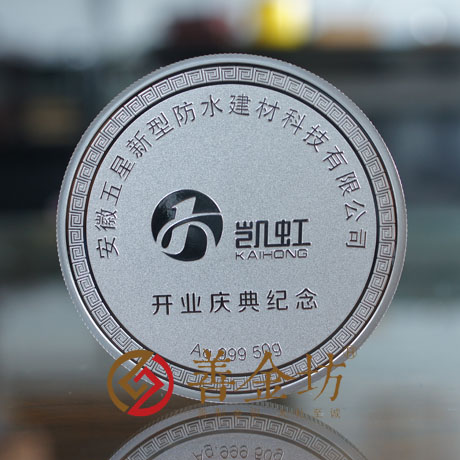 安徽五星新型防水建材科技有限公司
凯虹
KAIHONG
开业庆典纪念
Ag 999 50g
善金坊